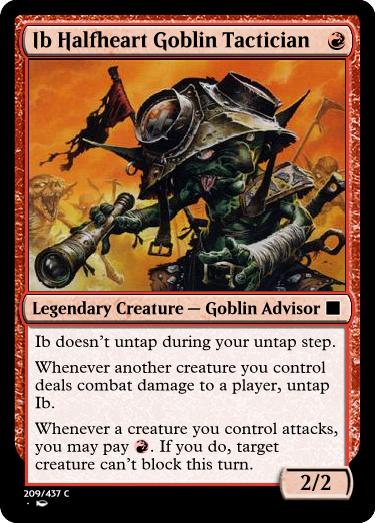 Ib Halfheart Goblin Tactician
Legendary Creature — Goblin Advisor
Ib doesn't untap during your untap step.
Whenever another creature you control
deals combat damage to a player, untap
Ib.
Whenever a creature you control attacks,
you may pay . If you do, target
creature can't block this turn.
2/2
209/437 C